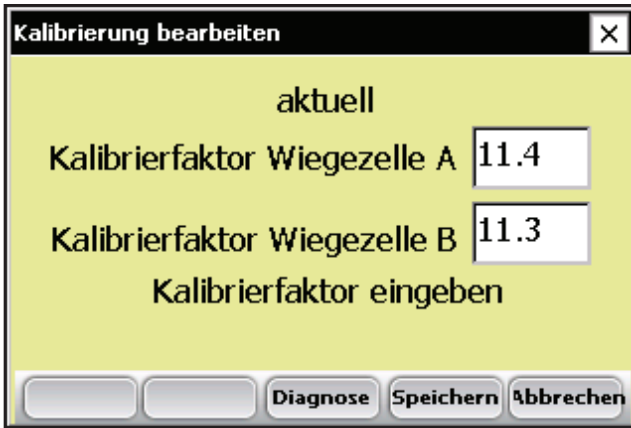 Kalibrierung bearbeiten
aktuell
Kalibrierfaktor Wiegezelle A 11.4
Kalibrierfaktor Wiegezelle B 11.3
Kalibrierfaktor eingeben
Diagnose Speichern Abbrechen